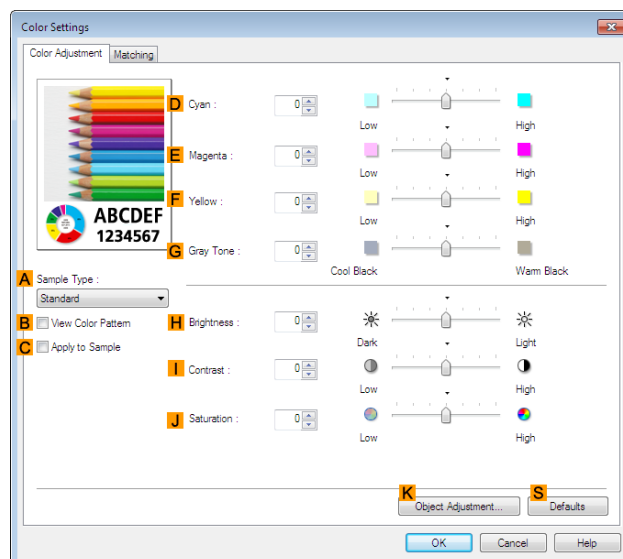 Color Settings
Color Adjustment Matching
D Cyan : 0
Low High
E Magenta : 0
Low High
F Yellow : 0
Low High
ABCDEF
1234567
G Gray Tone : 0
Cool Black Warm Black
A Sample Type :
Standard
B View Color Pattern
H Brightness : 0
Dark Light
C Apply to Sample
I Contrast : 0
Low High
J Saturation : 0
Low High
K Object Adjustment...
S Defaults
OK Cancel Help